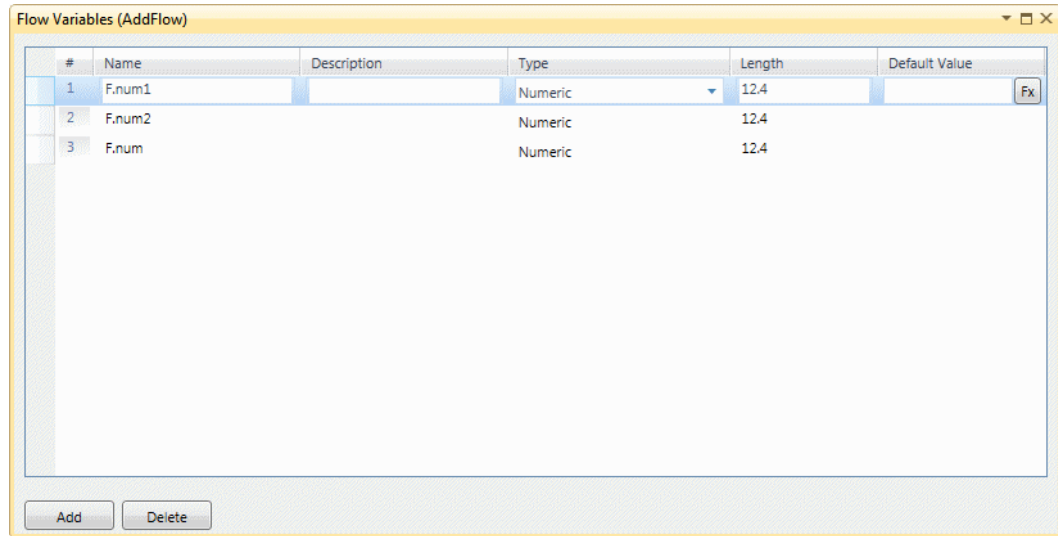 Flow Variables (AddFlow)
# Name Description Type Length Default Value
1 F.num1 Numeric 12.4 Fx
2 F.num2 Numeric 12.4
3 F.num Numeric 12.4
Add Delete